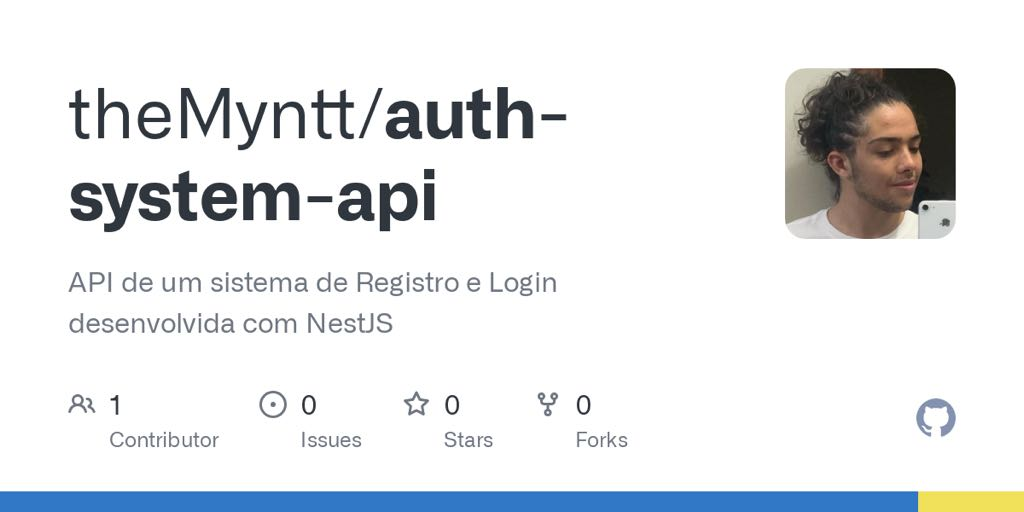 theMyntt/auth-
system-api
API de um sistema de Registro e Login
desenvolvida com NestJS
1
Contributor
0
Issues
0
Stars
0
Forks